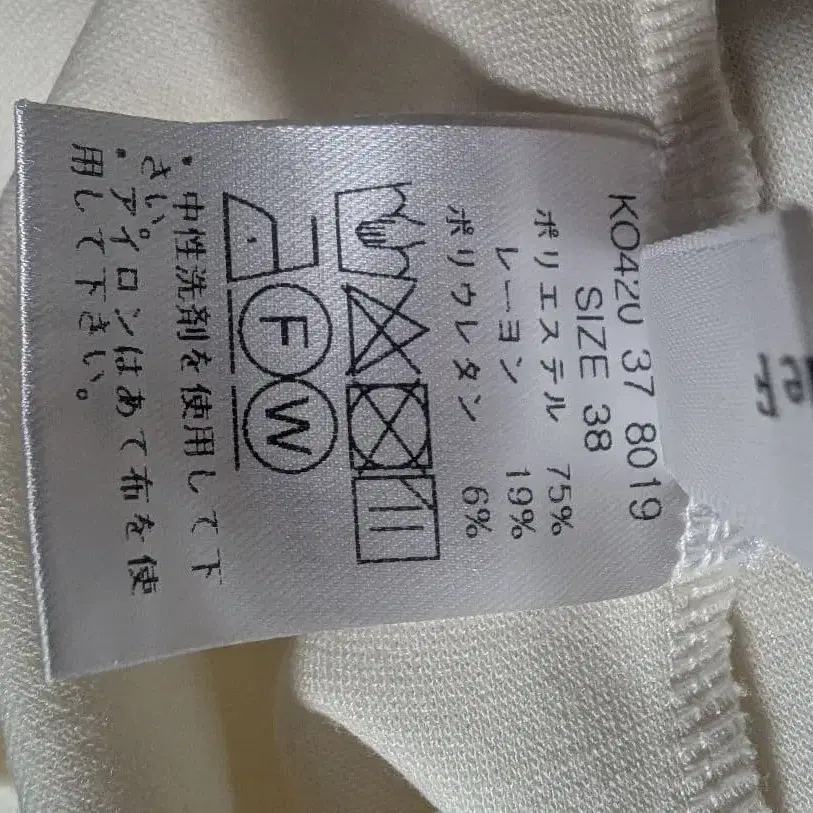 KO420 37 8019
SIZE 38
ポリエステル 75%
レーヨン 19%
ポリウレタン 6%
F W
・中性洗剤を使用して下
さい。
・アイロンはあて布を使
用して下さい。